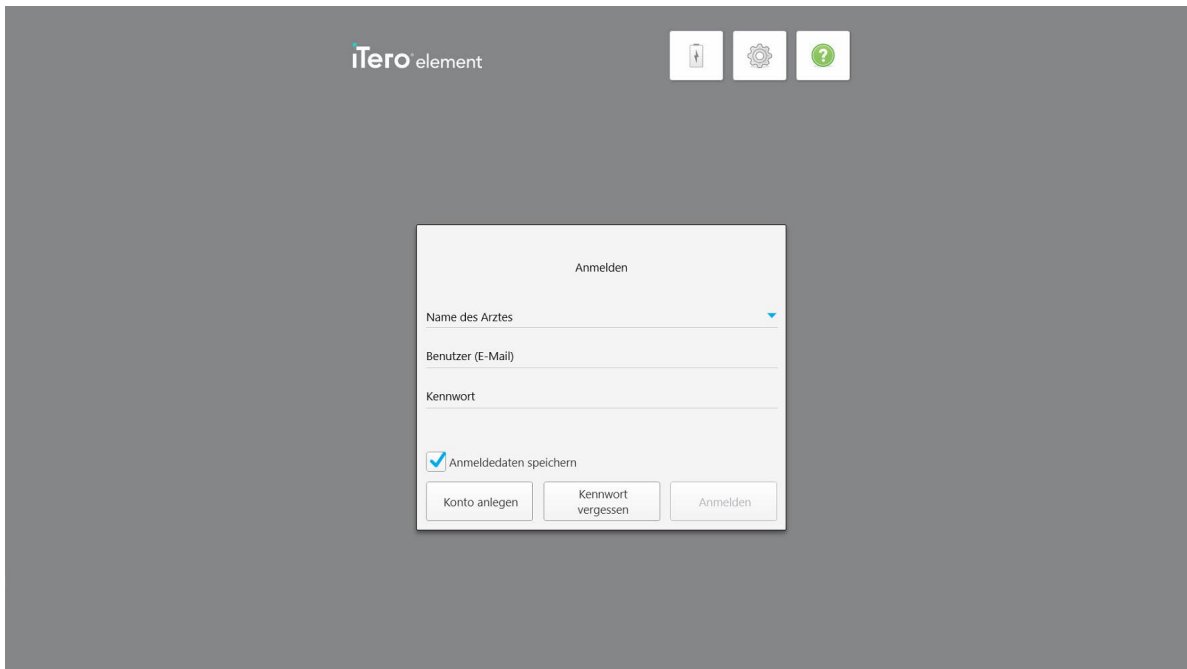 iTero element
?
Anmelden
Name des Arztes
Benutzer (E-Mail)
Kennwort
Anmeldedaten speichern
Konto anlegen
Kennwort
vergessen
Anmelden